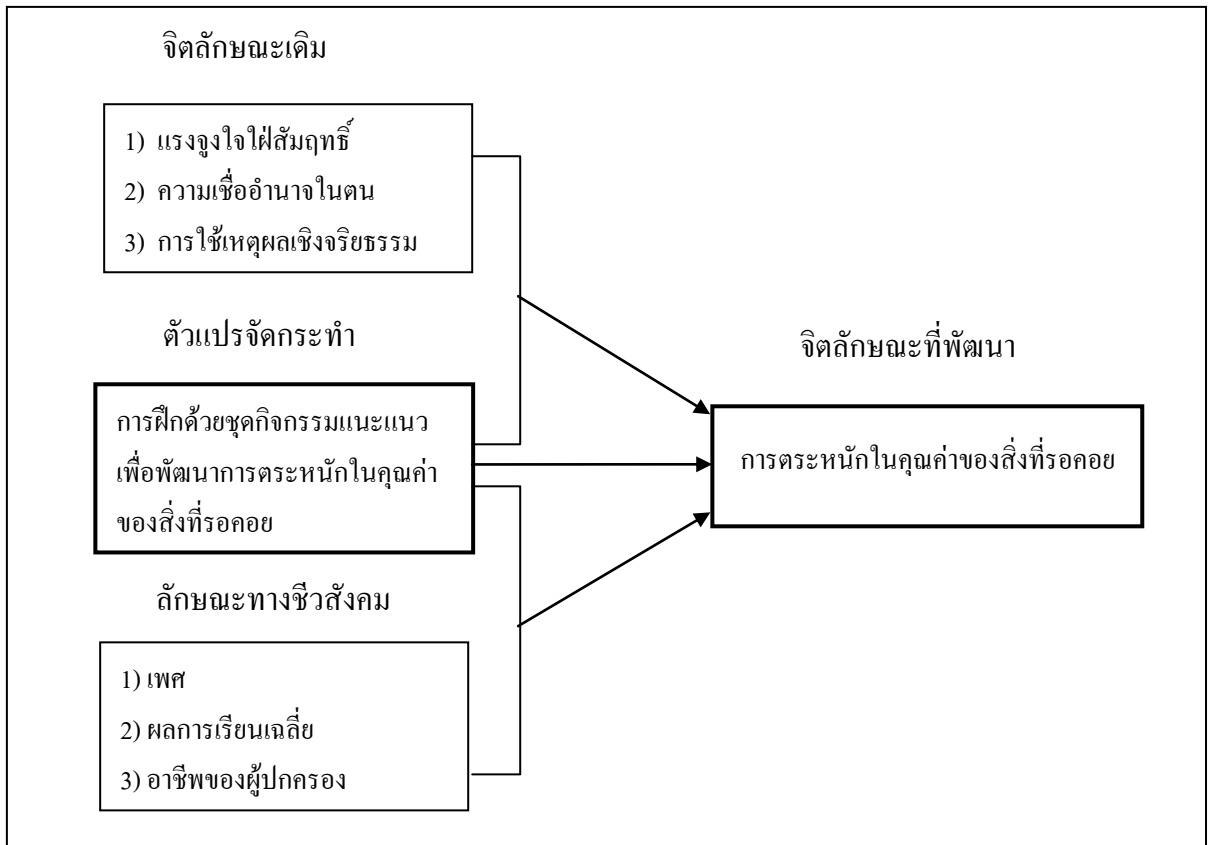 จิตลักษณะเดิม
1) แรงจูงใจใฝ่สัมฤทธิ์
2) ความเชื่ออำนาจในตน
3) การใช้เหตุผลเชิงจริยธรรม
ตัวแปรจัดกระทำ
การฝึกด้วยชุดกิจกรรมแนะแนว
เพื่อพัฒนาการตระหนักในคุณค่า
ของสิ่งที่รอคอย
ลักษณะทางชีวสังคม
1) เพศ
2) ผลการเรียนเฉลี่ย
3) อาชีพของผู้ปกครอง
จิตลักษณะที่พัฒนา
การตระหนักในคุณค่าของสิ่งที่รอคอย